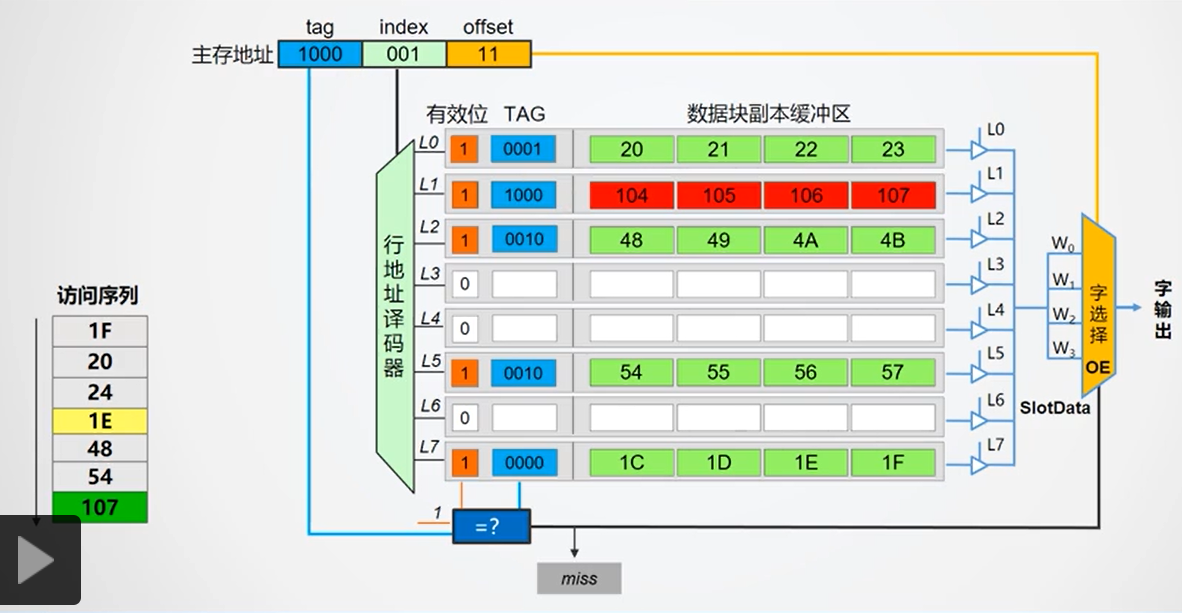 tag index offset
主存地址 1000 001 11
有效位 TAG 数据块副本缓冲区
L0 1 0001 20 21 22 23 L0
L1 1 1000 104 105 106 107 L1
L2 1 0010 48 49 4A 4B L2
L3 0 L3
L4 0 L4
L5 1 0010 54 55 56 57 L5
L6 0 L6
L7 1 0000 1C 1D 1E 1F L7
行地址译码器
W0
W1
W2
W3
字选择
OE
字输出
SlotData
访问序列
1F
20
24
1E
48
54
107
1
=?
miss